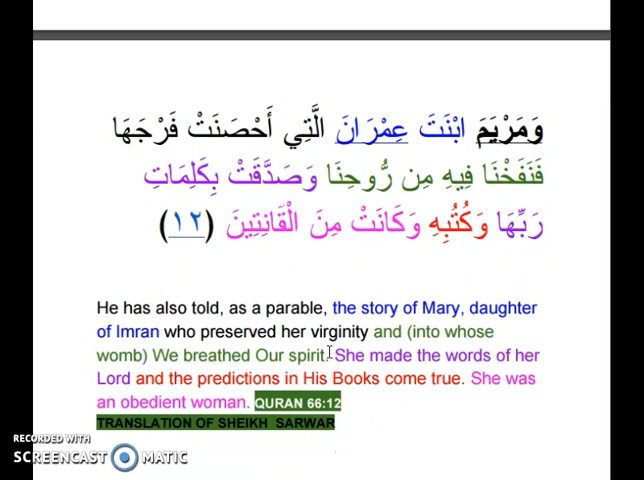 وَمَرْيَمَ ابْنَتَ عِمْرَانَ الَّتِي أَحْصَنَتْ فَرْجَهَا
فَنَفَخْنَا فِيهِ مِن رُّوحِنَا وَصَدَّقَتْ بِكَلِمَاتِ
رَبِّهَا وَكُتُبِهِ وَكَانَتْ مِنَ الْقَانِتِينَ (١٢)
He has also told, as a parable, the story of Mary, daughter
of Imran who preserved her virginity and (into whose
womb) We breathed Our spirit. She made the words of her
Lord and the predictions in His Books come true. She was
an obedient woman. QURAN 66:12
TRANSLATION OF SHEIKH SARWAR
RECORDED WITH
SCREENCAST MATIC